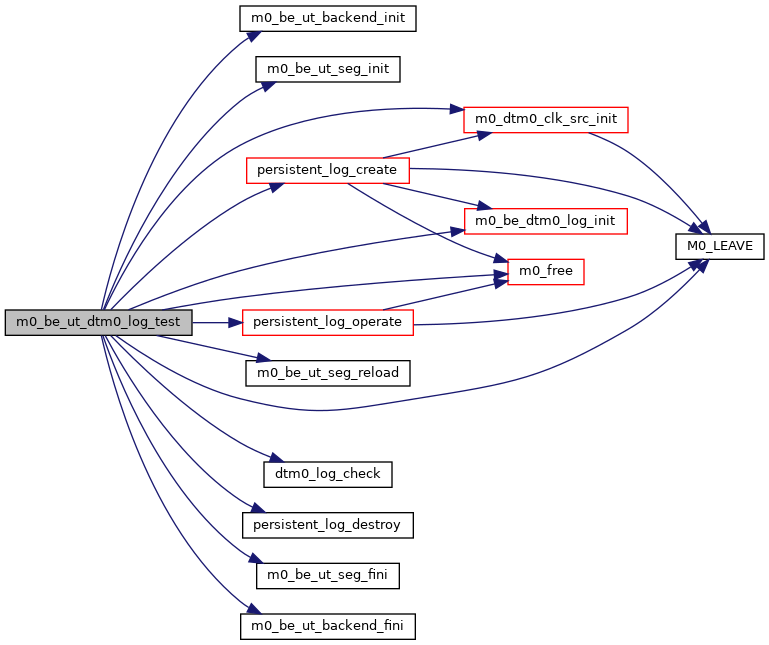 m0_be_ut_backend_init
m0_be_ut_seg_init
m0_dtm0_clk_src_init
persistent_log_create
m0_be_dtm0_log_init
M0_LEAVE
m0_free
m0_be_ut_dtm0_log_test
persistent_log_operate
m0_be_ut_seg_reload
dtm0_log_check
persistent_log_destroy
m0_be_ut_seg_fini
m0_be_ut_backend_fini